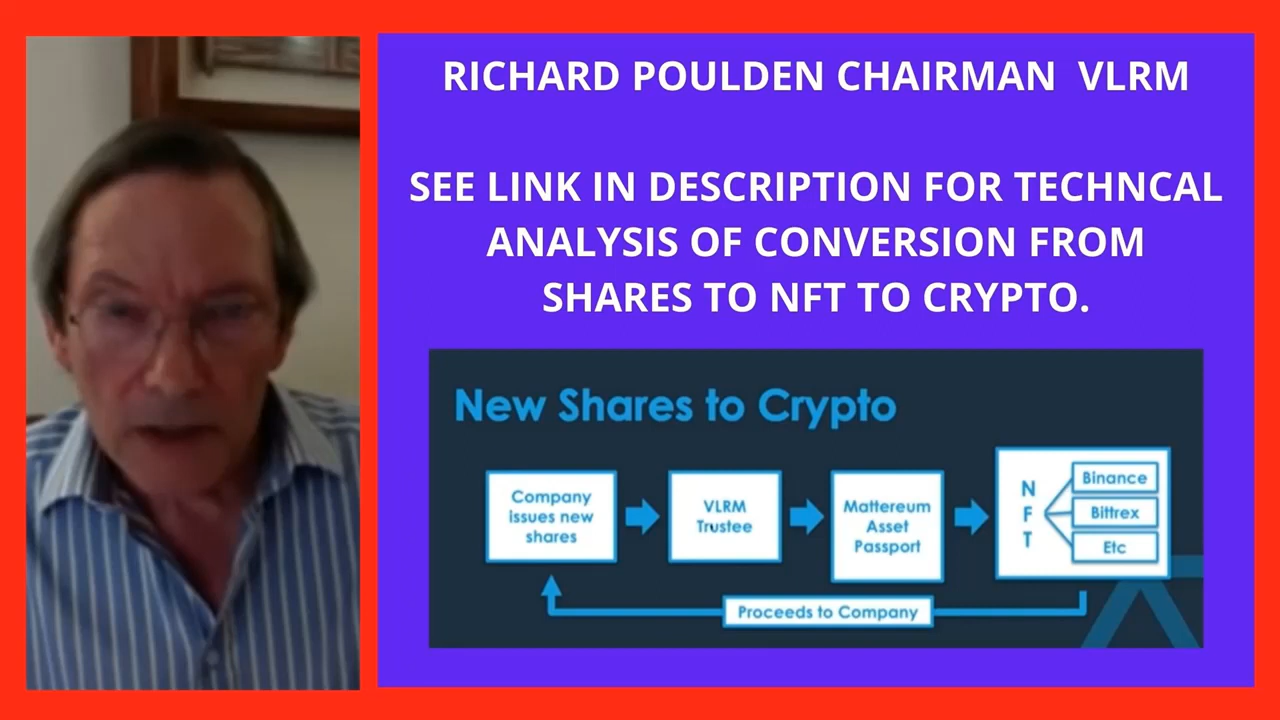 RICHARD POULDEN CHAIRMAN VLRM
SEE LINK IN DESCRIPTION FOR TECHNCAL
ANALYSIS OF CONVERSION FROM
SHARES TO NFT TO CRYPTO.
New Shares to Crypto
Company
issues new
shares
VLRM
Trustee
Mattereum
Asset
Passport
N
F
T
Binance
Bittrex
Etc
Proceeds to Company